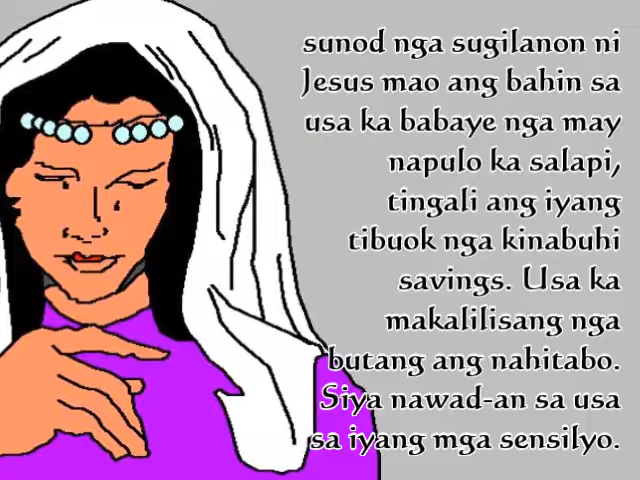 sunod nga sugilanon ni
Jesus mao ang bahin sa
usa ka babaye nga may
napulo ka salapi,
tingali ang iyang
tibuok nga kinabuhi
savings. Usa ka
makalilisang nga
butang ang nahitabo.
Siya nawad-an sa usa
sa iyang mga sensilyo.